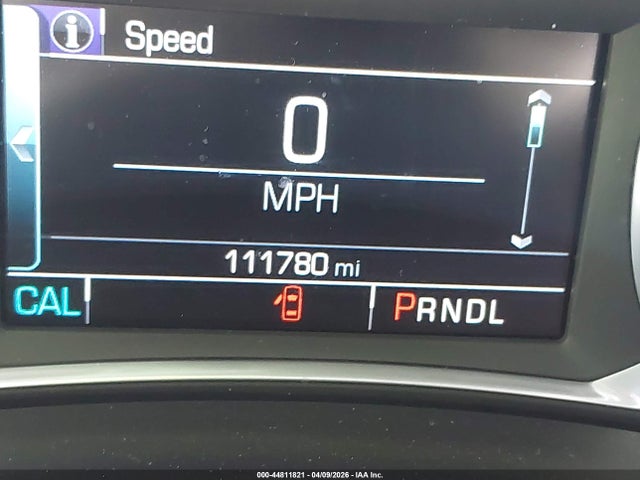 i Speed
0
MPH
111780 mi
CAL PRNDL
000-44811821 - 04/09/2026 - IAA Inc.